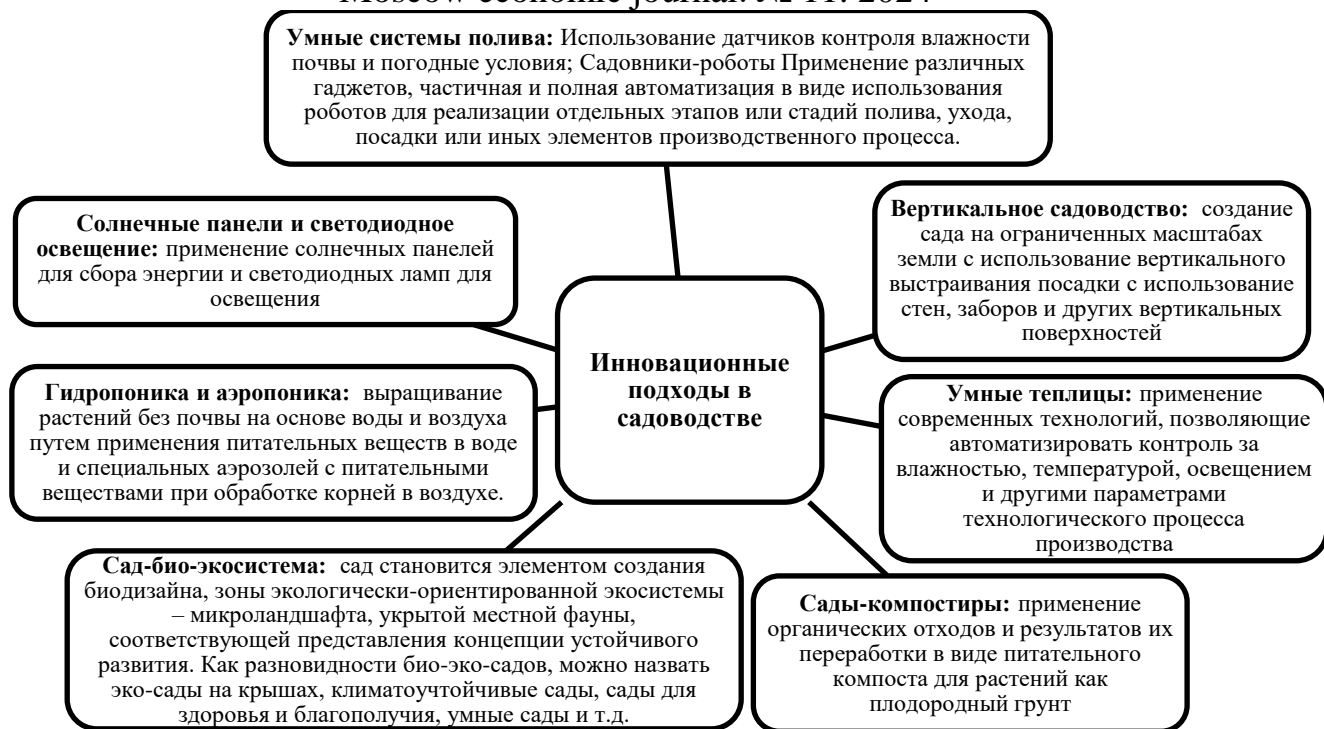 Moscow economic journal. № 11. 2024
Умные системы полива: Использование датчиков контроля влажности
почвы и погодные условия; Садовники-роботы Применение различных
гаджетов, частичная и полная автоматизация в виде использования
роботов для реализации отдельных этапов или стадий полива, ухода,
посадки или иных элементов производственного процесса.
Солнечные панели и светодиодное
освещение: применение солнечных панелей
для сбора энергии и светодиодных ламп для
освещения
Вертикальное садоводство: создание
сада на ограниченных масштабах
земли с использование вертикального
выстраивания посадки с использование
стен, заборов и других вертикальных
поверхностей
Инновационные
подходы в
садоводстве
Гидропоника и аэропоника: выращивание
растений без почвы на основе воды и воздуха
путем применения питательных веществ в воде
и специальных аэрозолей с питательными
веществами при обработке корней в воздухе.
Умные теплицы: применение
современных технологий, позволяющие
автоматизировать контроль за
влажностью, температурой, освещением
и другими параметрами
технологического процесса
производства
Сад-био-экосистема: сад становится элементом создания
биодизайна, зоны экологически-ориентированной экосистемы
– микроландшафта, укрытой местной фауны,
соответствующей представления концепции устойчивого
развития. Как разновидности био-эко-садов, можно назвать
эко-сады на крышах, климатоучтойчивые сады, сады для
здоровья и благополучия, умные сады и т.д.
Сады-компостиры: применение
органических отходов и результатов их
переработки в виде питательного
компоста для растений как
плодородный грунт